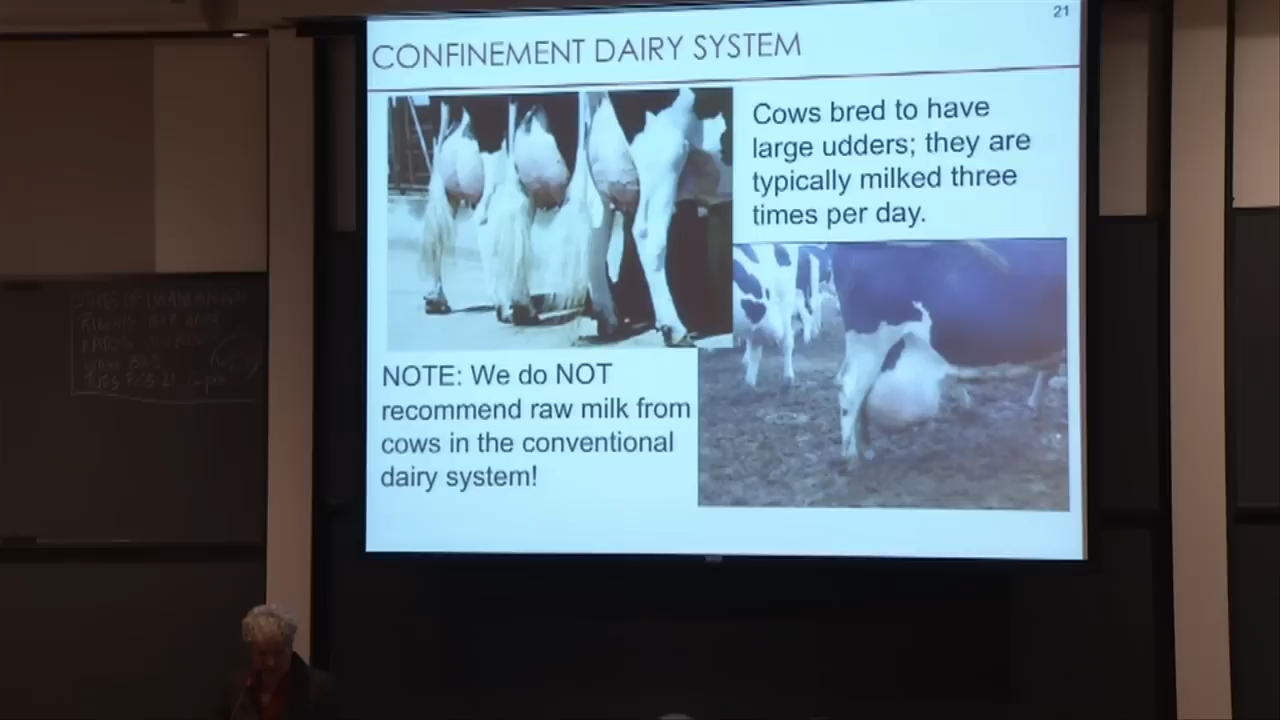 21
CONFINEMENT DAIRY SYSTEM
Cows bred to have
large udders; they are
typically milked three
times per day.
NOTE: We do NOT
recommend raw milk from
cows in the conventional
dairy system!